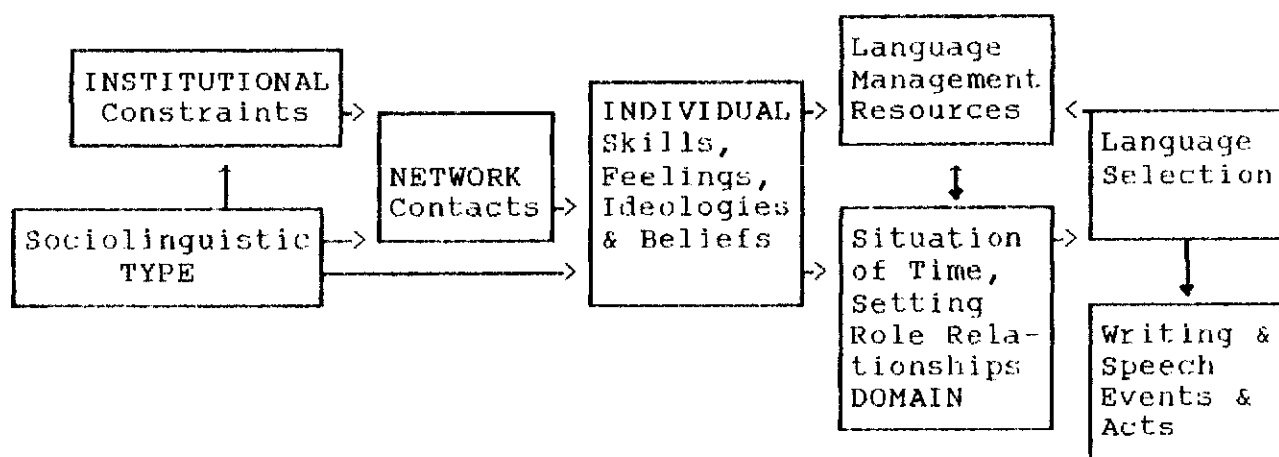 INSTITUTIONAL
Constraints
Sociolinguistic
TYPE
NETWORK
Contacts
INDIVIDUAL
Skills,
Feelings,
Ideologies
& Beliefs
Language
Management
Resources
Situation
of Time,
Setting
Role Rela-
tionships
DOMAIN
Language
Selection
Writing &
Speech
Events &
Acts